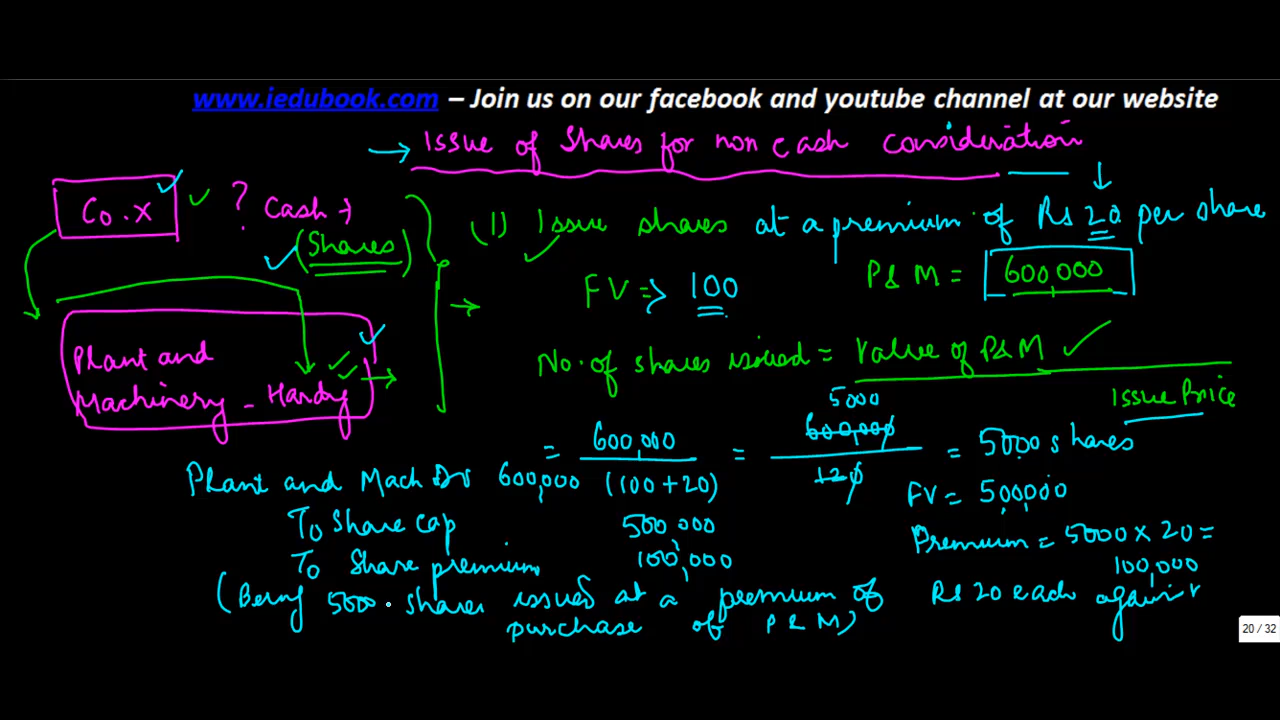 www.iedubook.com – Join us on our facebook and youtube channel at our website
→ Issue of Shares for non cash consideration
Co.X ? Cash →
(Shares)
Plant and
Machinery - Hardy
(1) Issue shares at a premium of Rs 20 per share
FV => 100
P&M = 600,000
No. of shares issued = Value of P&M
Issue Price
= 600,000 / (100+20) = 600,000 / 120 = 5000 shares
5000
Plant and Mach Dr 600,000
To Share cap 500,000
To Share premium 100,000
FV = 500,000
Premium = 5000 x 20 =
100,000
(Being 5000 shares issued at a premium of Rs 20 each against
purchase of P & M)
20 / 32